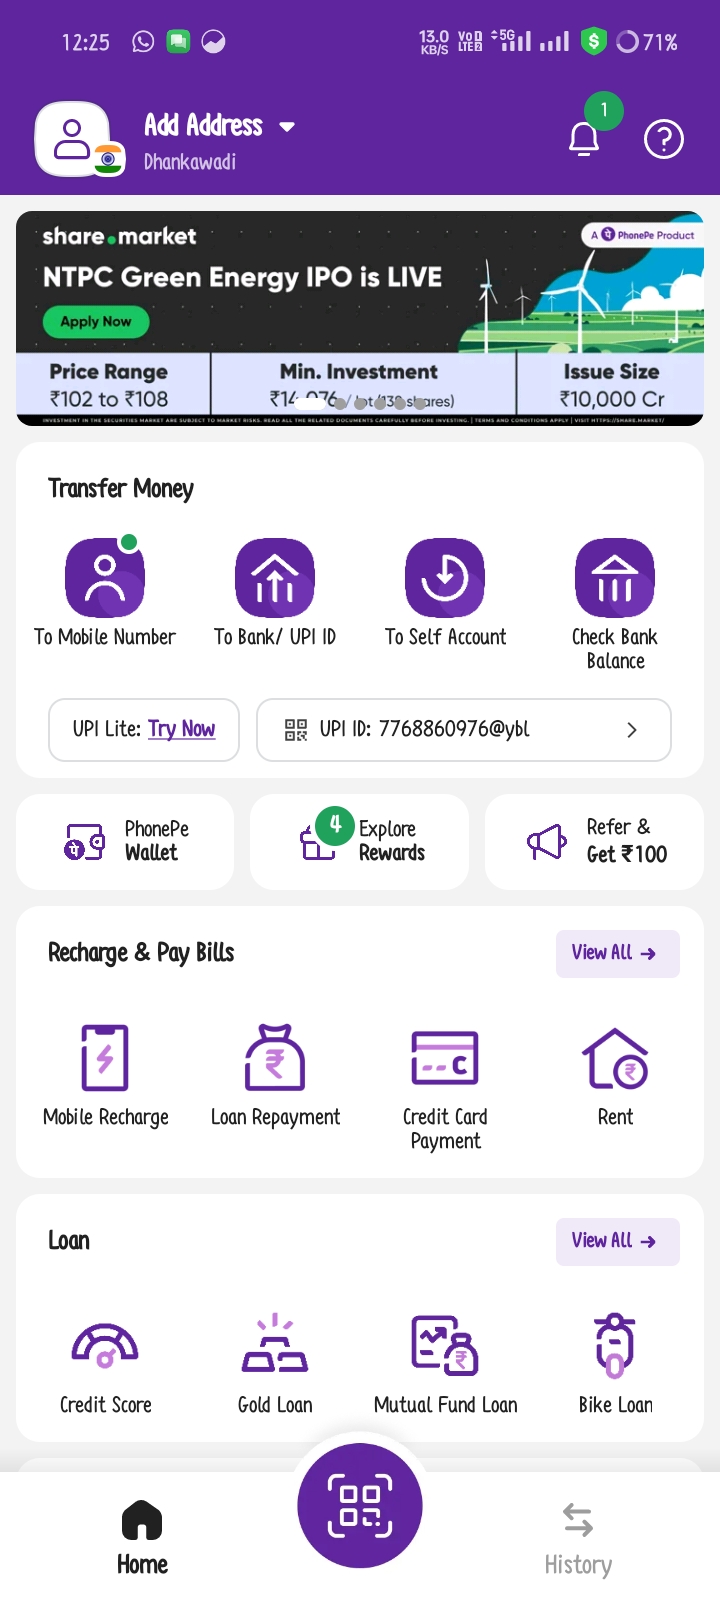 12:25
13.0 KB/S
VoD LTE2
5G
71%
1
Add Address
Dhankawadi
share.market
A PhonePe Product
NTPC Green Energy IPO is LIVE
Apply Now
Price Range
Min. Investment
Issue Size
₹102 to ₹108
₹10,000 Cr
INVESTMENT IN THE SECURITIES MARKET ARE SUBJECT TO MARKET RISKS. READ ALL THE RELATED DOCUMENTS CAREFULLY BEFORE INVESTING. | TERMS AND CONDITIONS APPLY | VISIT HTTPS://SHARE.MARKET/
Transfer Money
To Mobile Number
To Bank/ UPI ID
To Self Account
Check Bank
Balance
UPI Lite: Try Now
UPI ID: 7768860976@ybl
PhonePe
Wallet
4
Explore
Rewards
Refer &
Get ₹100
Recharge & Pay Bills
View All
Mobile Recharge
Loan Repayment
Credit Card
Payment
Rent
Loan
View All
Credit Score
Gold Loan
Mutual Fund Loan
Bike Loan
Home
History